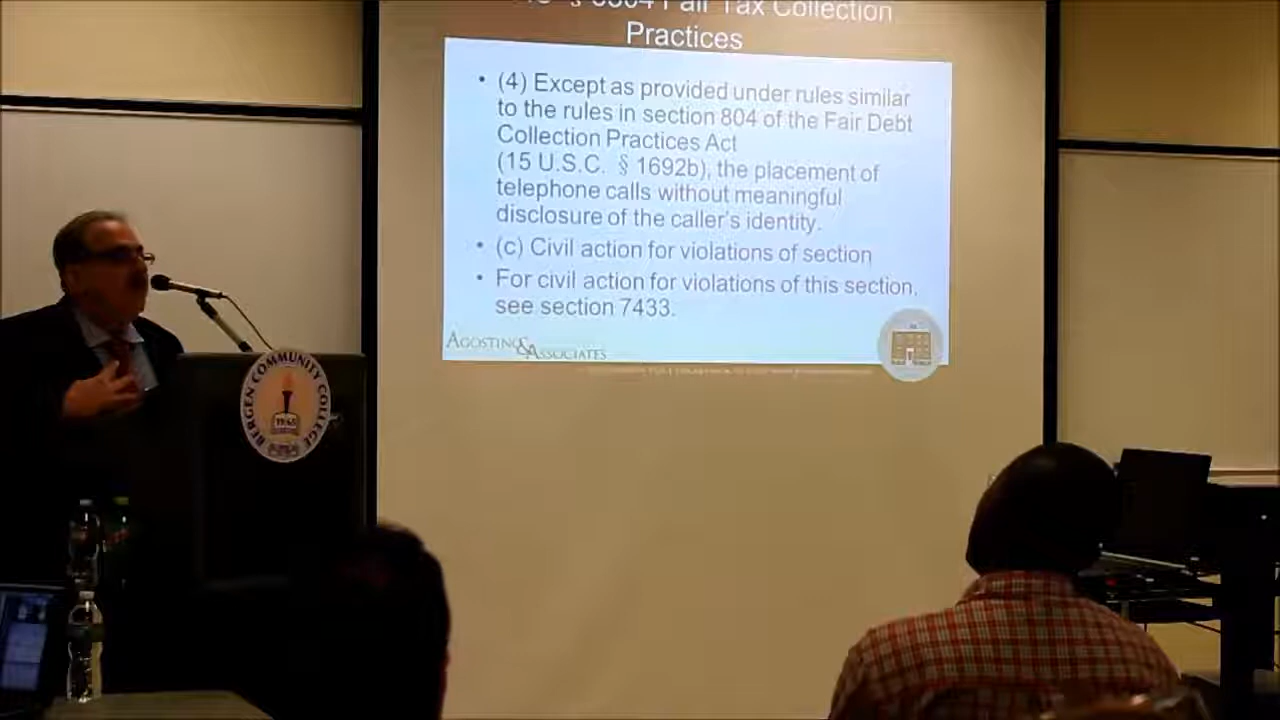 § 6304 Fair Tax Collection
Practices
• (4) Except as provided under rules similar
to the rules in section 804 of the Fair Debt
Collection Practices Act
(15 U.S.C. § 1692b), the placement of
telephone calls without meaningful
disclosure of the caller's identity.
• (c) Civil action for violations of section
• For civil action for violations of this section,
see section 7433.
AGOSTINO & ASSOCIATES
BERGEN COMMUNITY COLLEGE
1965